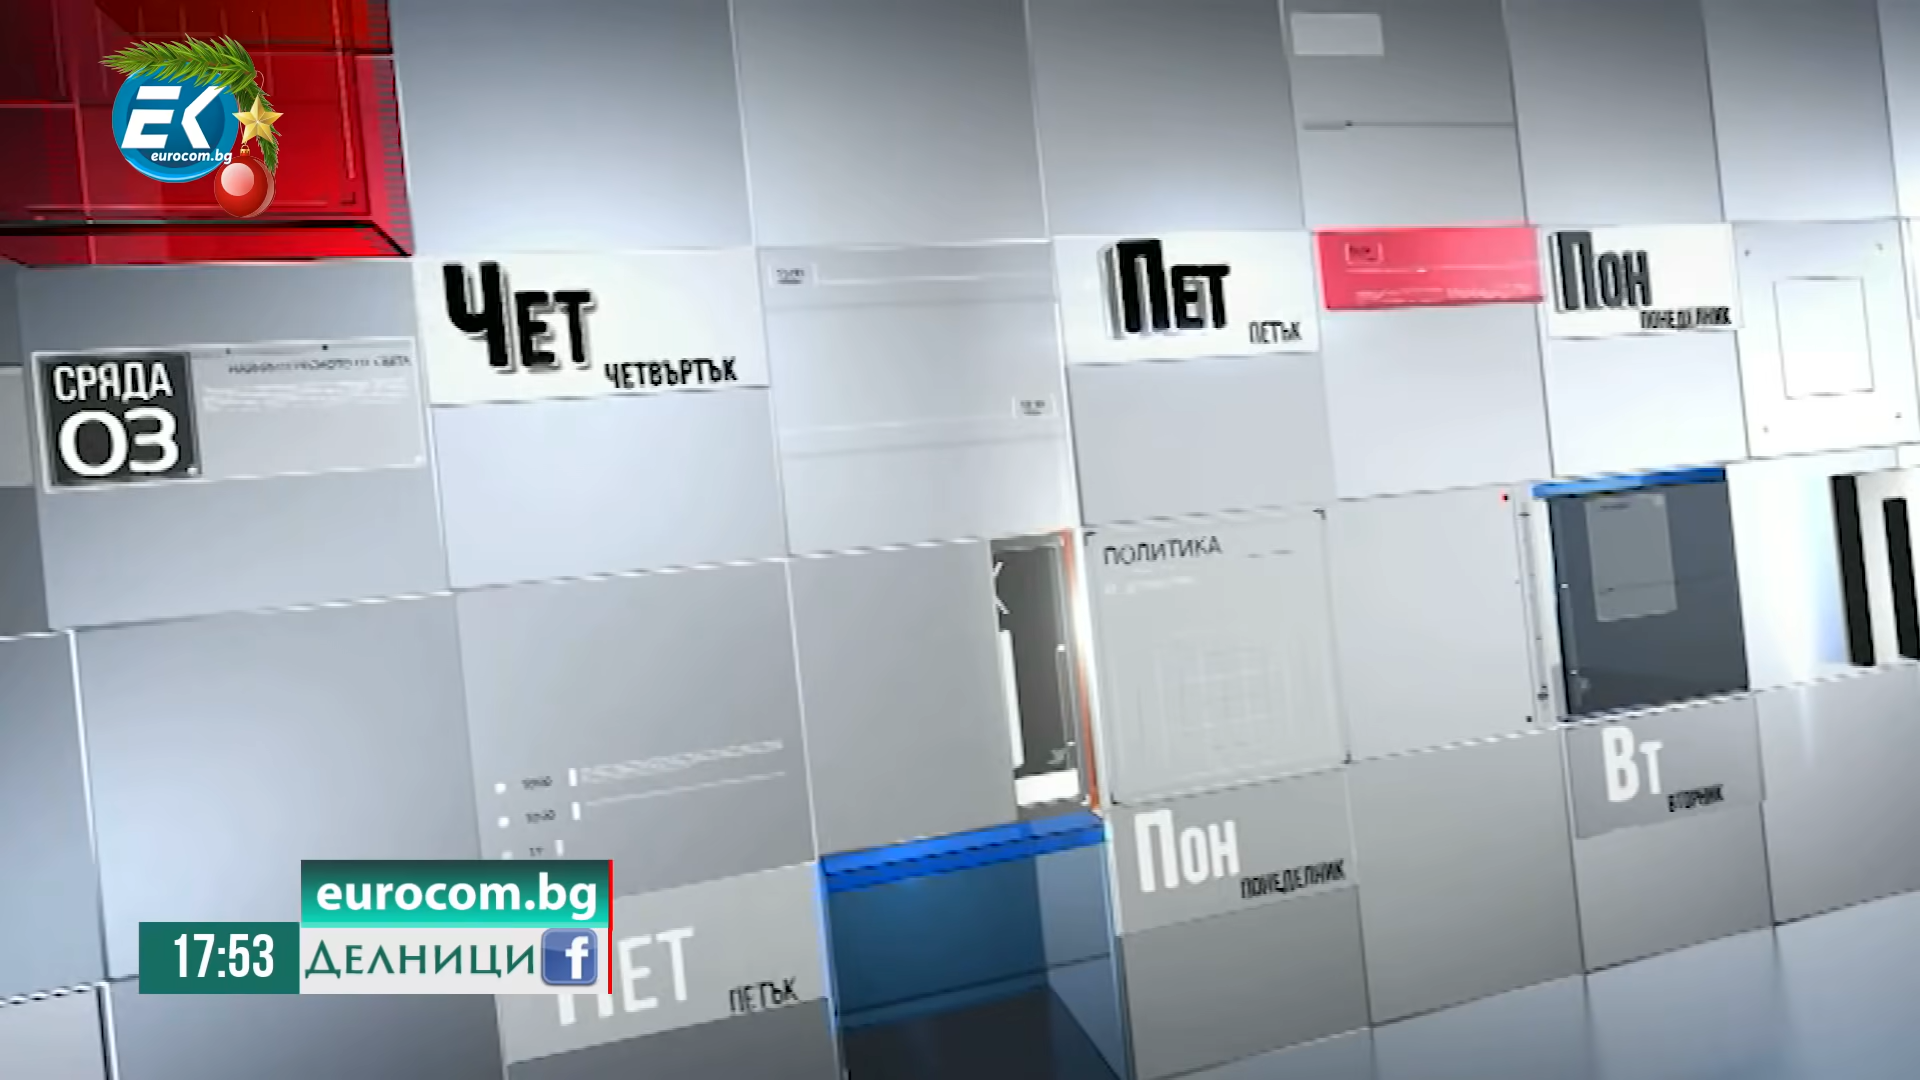 EK
eurocom.bg
Чет
ЧЕТВЪРТЪК
Пет
ПЕТЪК
Пон
ПОНЕДЕЛНИК
СРЯДА
03
ПОЛИТИКА
Вт
ВТОРНИК
Пон
ПОНЕДЕЛНИК
eurocom.bg
17:53
ДЕЛНИЦИ f
ПЕТ
ПЕТЪК